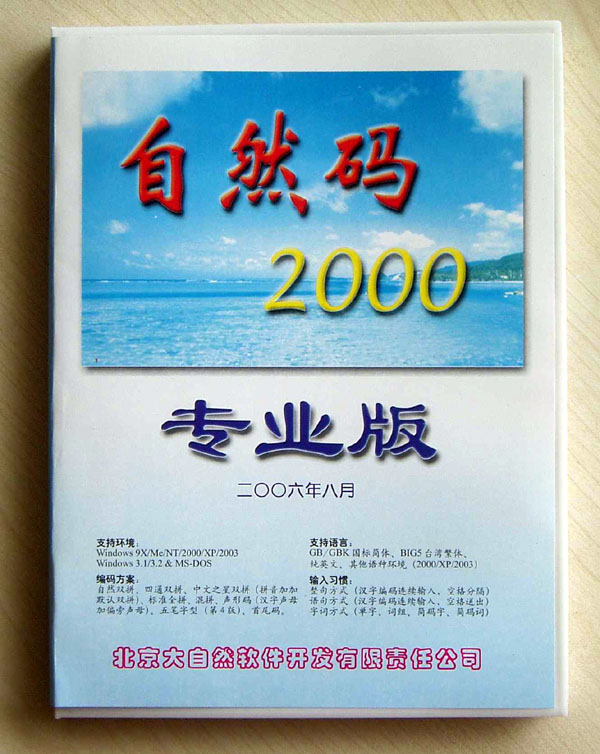 自然码
2000
专业版
二〇〇六年八月
支持环境:
Windows 9X/Me/NT/2000/XP/2003
Windows 3.1/3.2 & MS-DOS
编码方案:
自然双拼、四通双拼、中文之星双拼(拼音加加
默认双拼)、标准全拼、混拼、声形码(汉字声母
加偏旁声母)、五笔字型(第4版)、首尾码。
支持语言:
GB/GBK 国标简体、BIG5 台湾繁体、
纯英文、其他语种环境(2000/XP/2003)
输入习惯:
整句方式(汉字编码连续输入、空格分隔)
语句方式(汉字编码连续输入、空格送出)
字词方式(单字、词组、简码字、简码词)
北京大自然软件开发有限责任公司